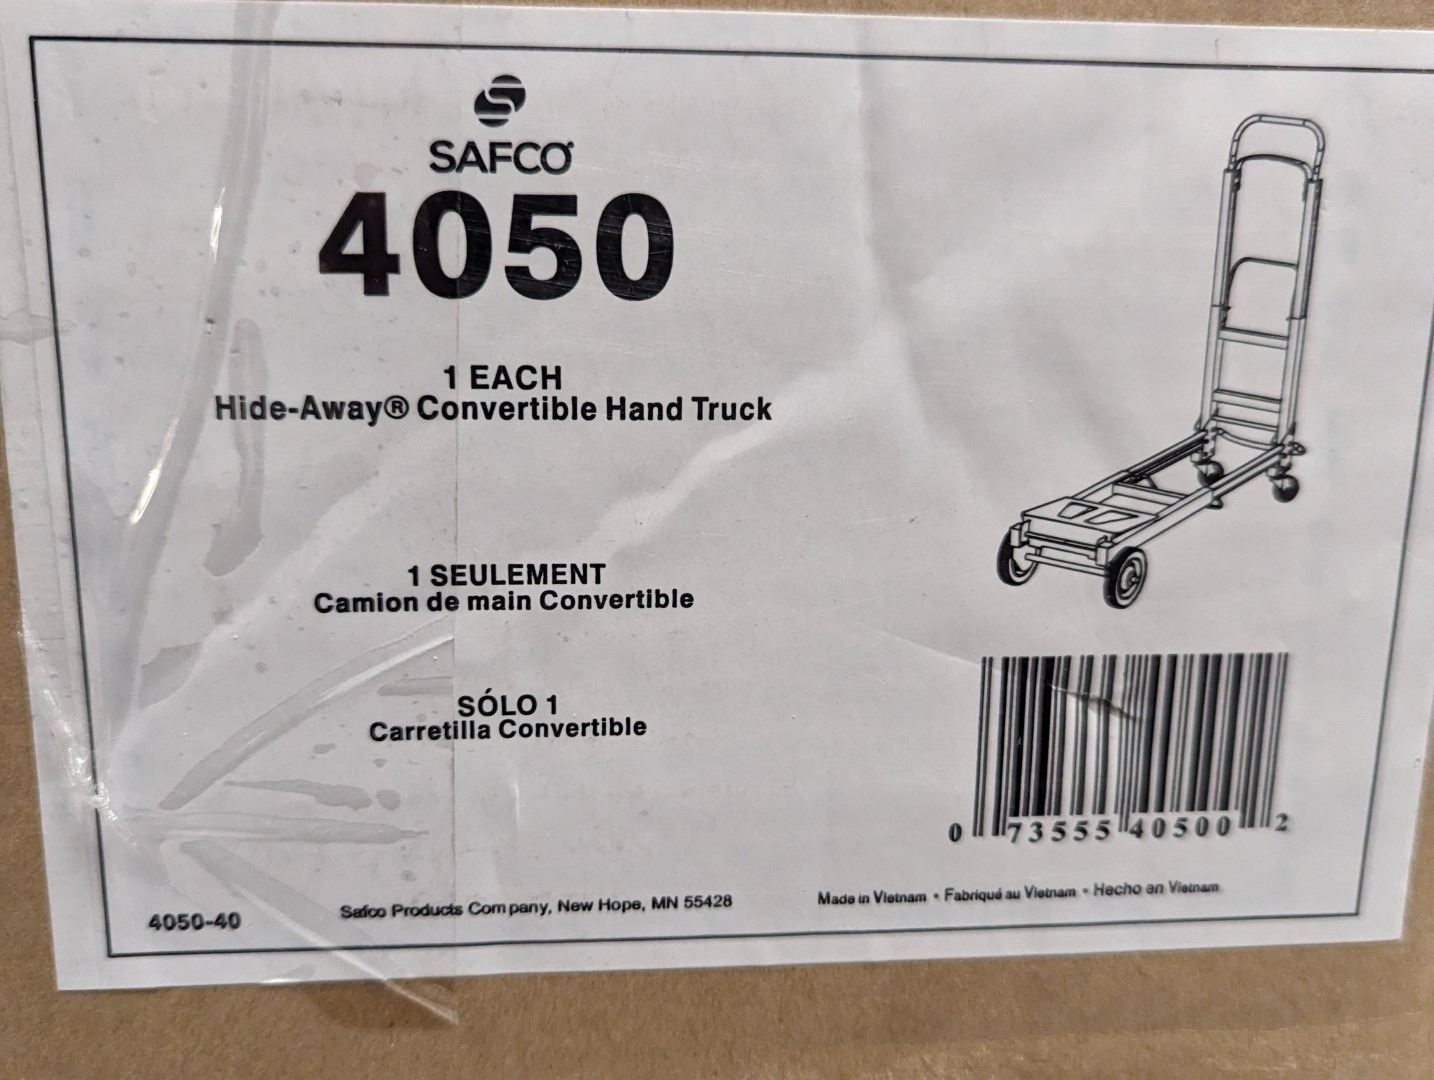 SAFCO
4050
1 EACH
Hide-Away® Convertible Hand Truck
1 SEULEMENT
Camion de main Convertible
SÓLO 1
Carretilla Convertible
0 73555 40500 2
4050-40
Safco Products Company, New Hope, MN 55428
Made in Vietnam • Fabriqué au Vietnam • Hecho en Vietnam